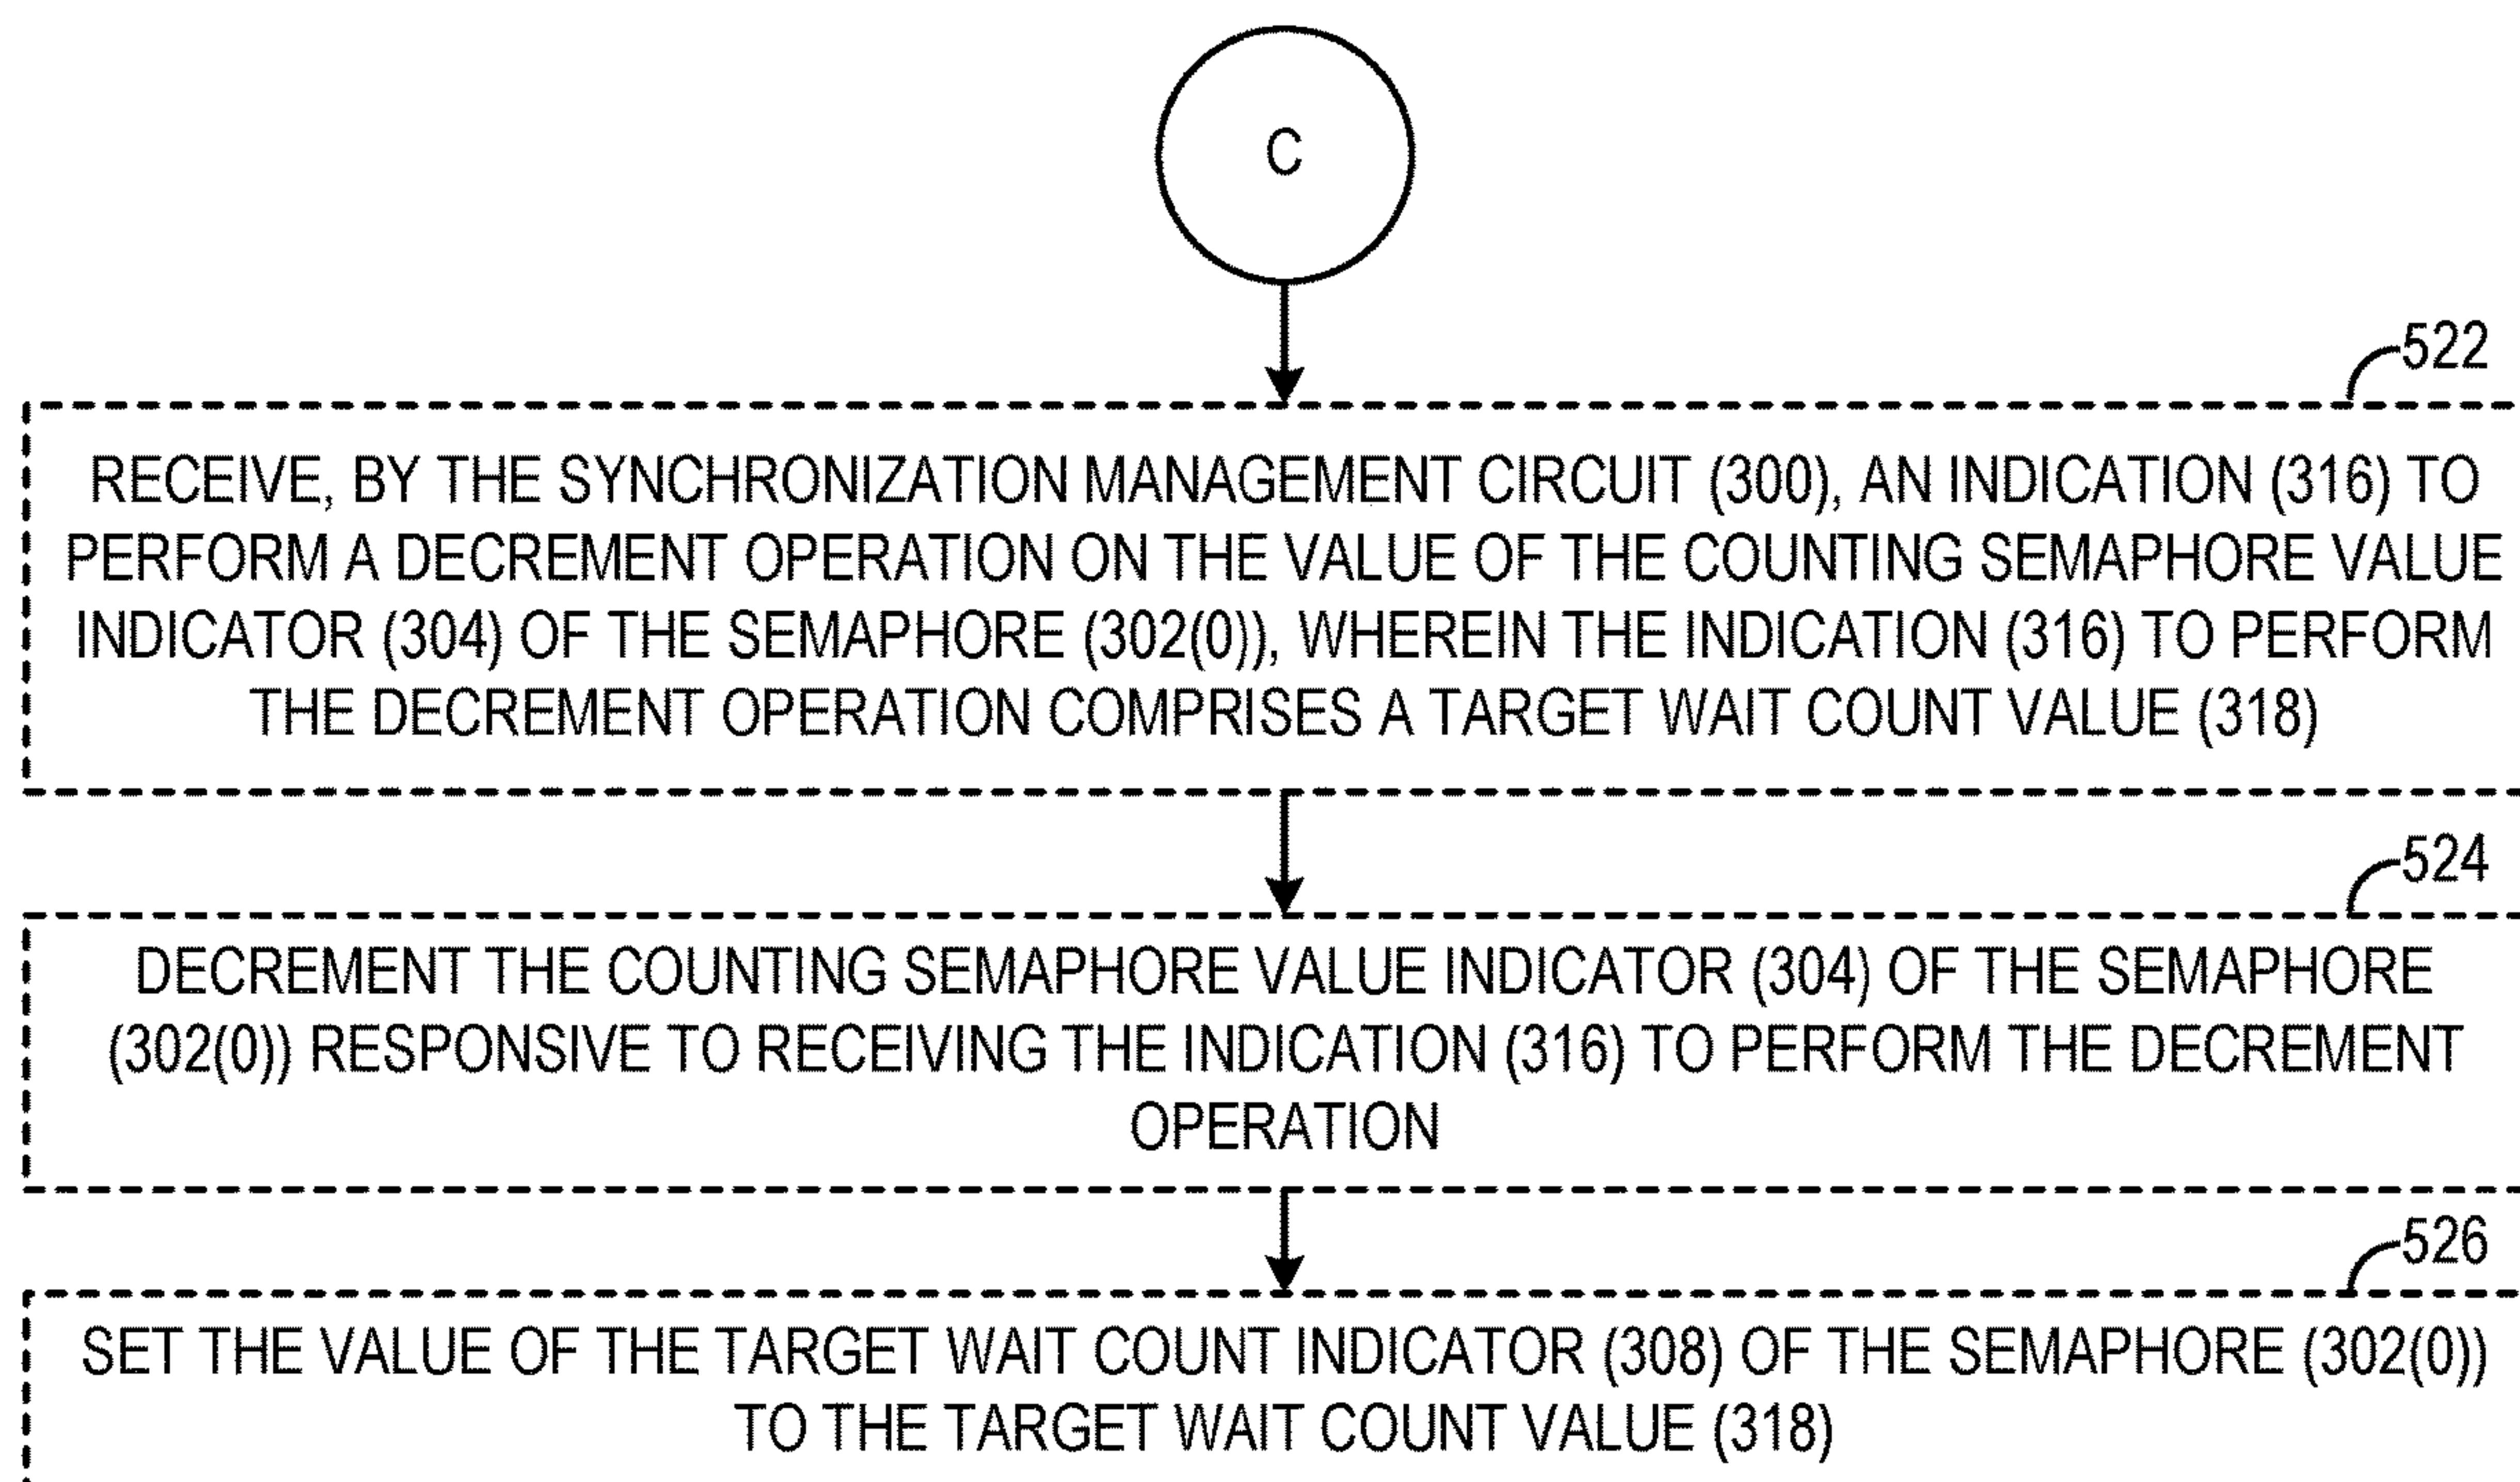 C
522
RECEIVE, BY THE SYNCHRONIZATION MANAGEMENT CIRCUIT (300), AN INDICATION (316) TO
PERFORM A DECREMENT OPERATION ON THE VALUE OF THE COUNTING SEMAPHORE VALUE
INDICATOR (304) OF THE SEMAPHORE (302(0)), WHEREIN THE INDICATION (316) TO PERFORM
THE DECREMENT OPERATION COMPRISES A TARGET WAIT COUNT VALUE (318)
524
DECREMENT THE COUNTING SEMAPHORE VALUE INDICATOR (304) OF THE SEMAPHORE
(302(0)) RESPONSIVE TO RECEIVING THE INDICATION (316) TO PERFORM THE DECREMENT
OPERATION
526
SET THE VALUE OF THE TARGET WAIT COUNT INDICATOR (308) OF THE SEMAPHORE (302(0))
TO THE TARGET WAIT COUNT VALUE (318)